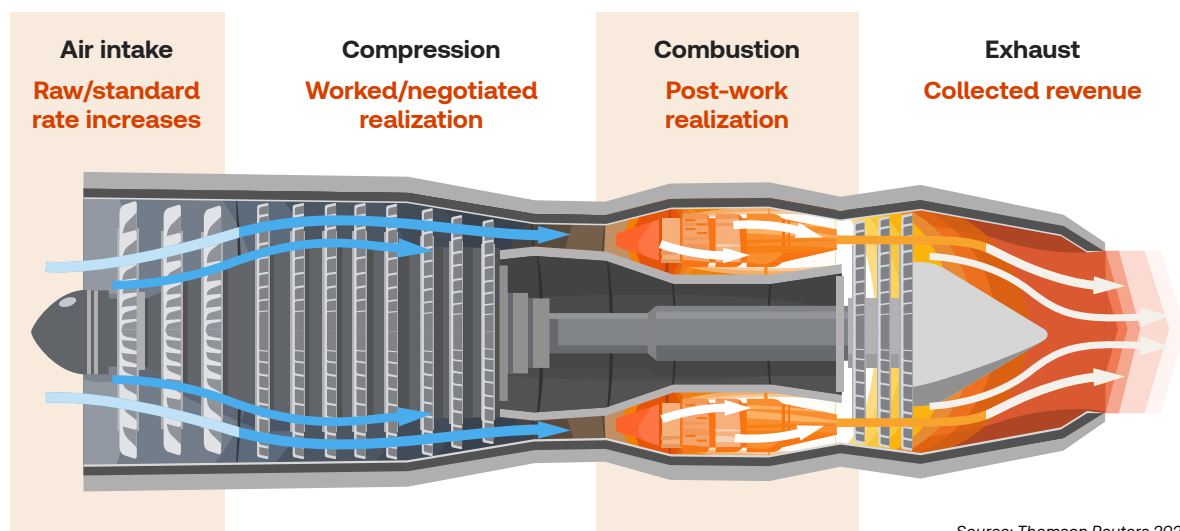 Air intake
Raw/standard
rate increases
Compression
Worked/negotiated
realization
Combustion
Post-work
realization
Exhaust
Collected revenue
Source: Thomson Reuters